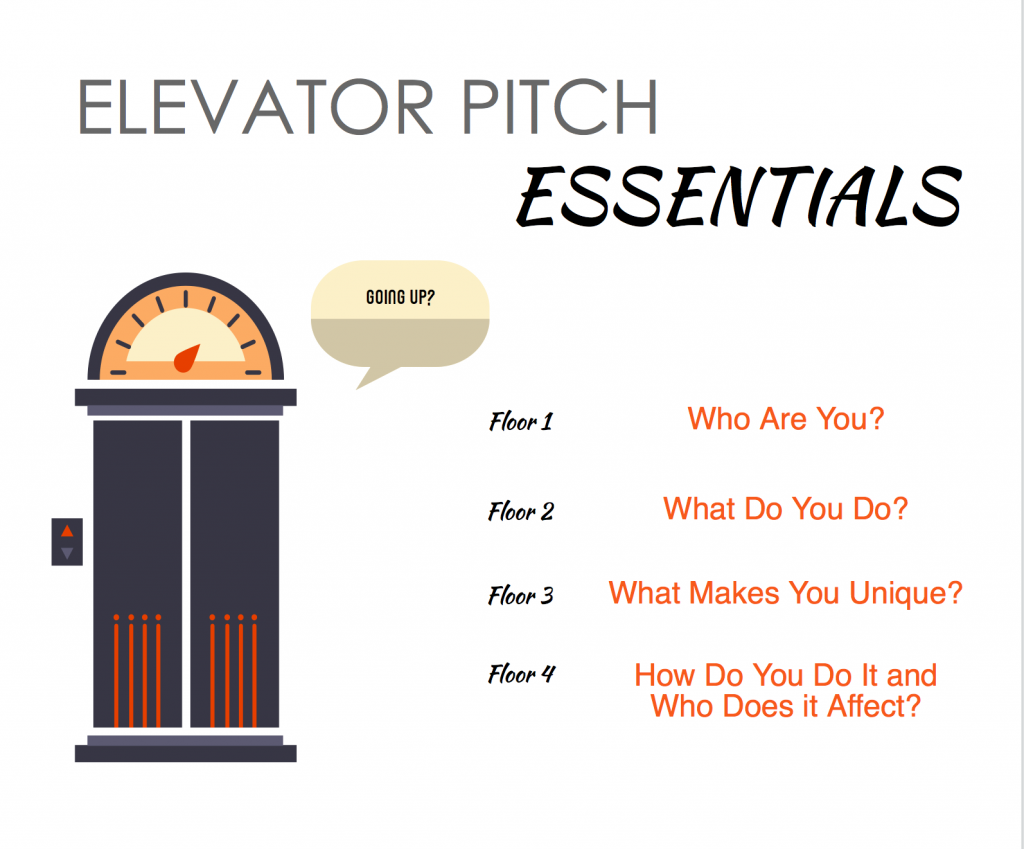 ELEVATOR PITCH
ESSENTIALS
GOING UP?
Floor 1 Who Are You?
Floor 2 What Do You Do?
Floor 3 What Makes You Unique?
Floor 4 How Do You Do It and
Who Does it Affect?